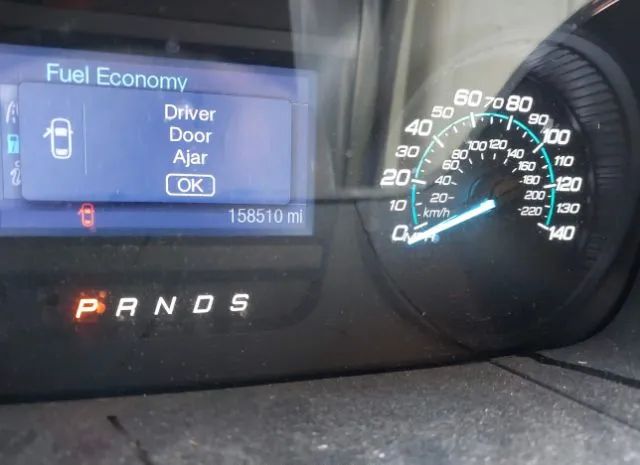 Fuel Economy
Driver
Door
Ajar
OK
158510 mi
P R N D S
0 10 20 30 40 50 60 70 80 90 100 110 120 130 140
MPH
20 40 60 80 100 120 140 160 180 200 220
km/h